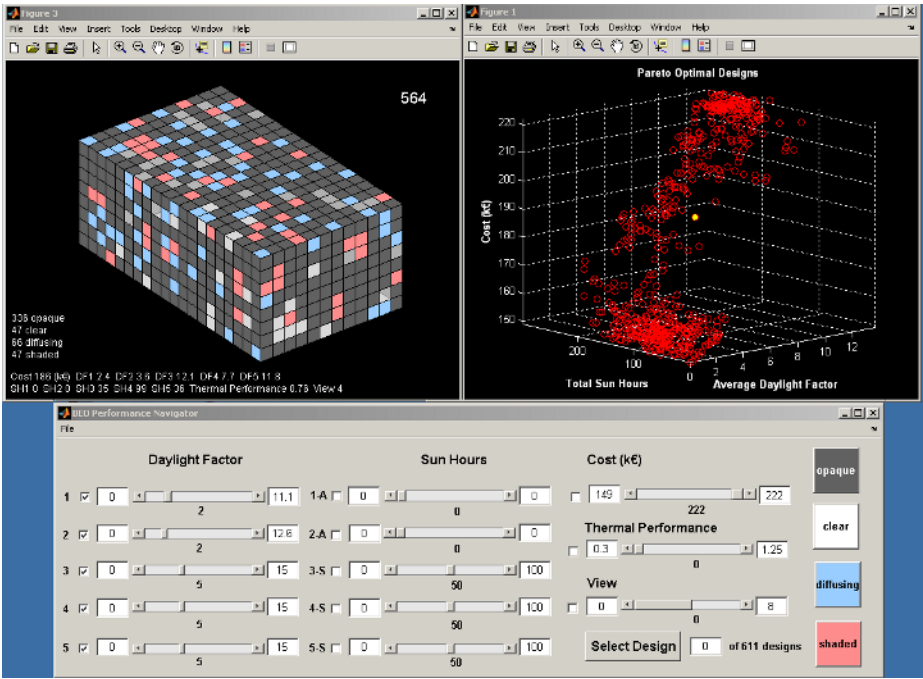 Figure 3
File Edit View Insert Tools Desktop Window Help
564
336 opaque
47 clear
66 diffusing
47 shaded
Cost 186 (k€) DF1 2.4 DF2 3.6 DF3 12.1 DF4 7.7 DF5 11.8
SH1 0 SH2 0 SH3 35 SH4 99 SH5 36 Thermal Performance 0.76 View 4
Figure 1
File Edit View Insert Tools Desktop Window Help
Pareto Optimal Designs
220
210
200
190
180
170
160
150
Cost (k€)
200
100
0
2
4
6
8
10
12
Total Sun Hours
Average Daylight Factor
Performance Navigator
File
Daylight Factor Sun Hours Cost (k€)
opaque
1 0 11.1 1-A 0 0 149 222
2 0 222
Thermal Performance
clear
2 0 12.6 2-A 0 0 0.3 1.25
2 0 0
View
diffusing
3 0 15 3-S 0 100
5 50
4 0 15 4-S 0 100 0 8
5 50 0
5 0 15 5-S 0 100 Select Design 0 of 611 designs
shaded
5 50